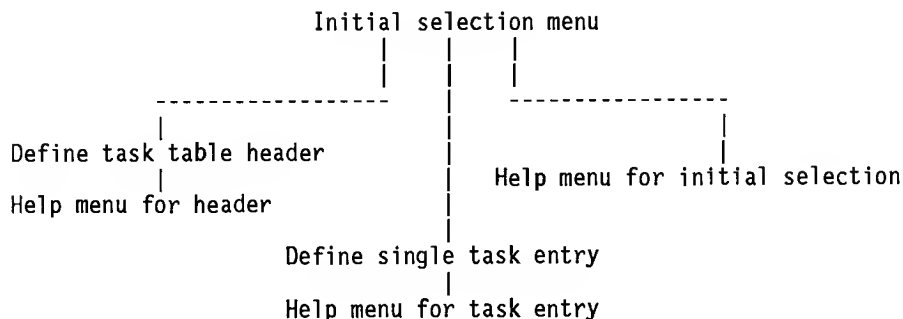 Initial selection menu
Define task table header
Help menu for initial selection
Help menu for header
Define single task entry
Help menu for task entry